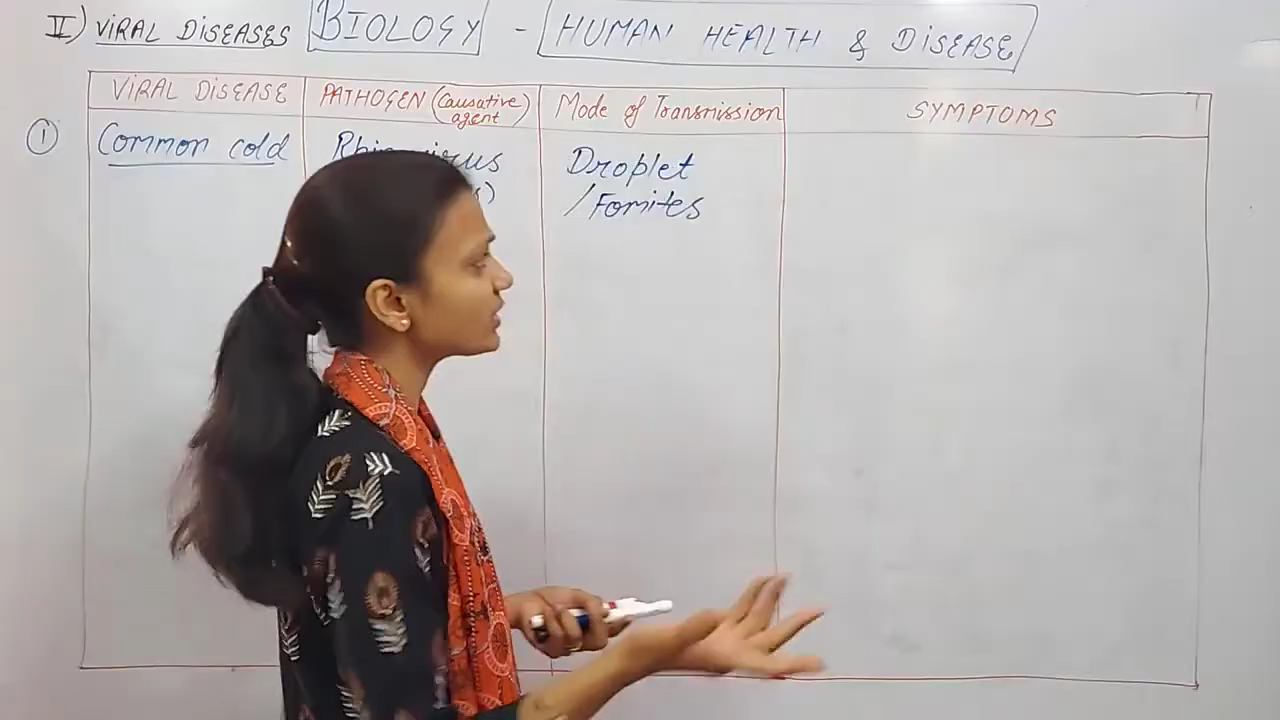 II) VIRAL DISEASES BIOLOGY - HUMAN HEALTH & DISEASE
VIRAL DISEASE PATHOGEN (Causative agent) Mode of Transmission SYMPTOMS
① Common cold Droplet
/Fomites